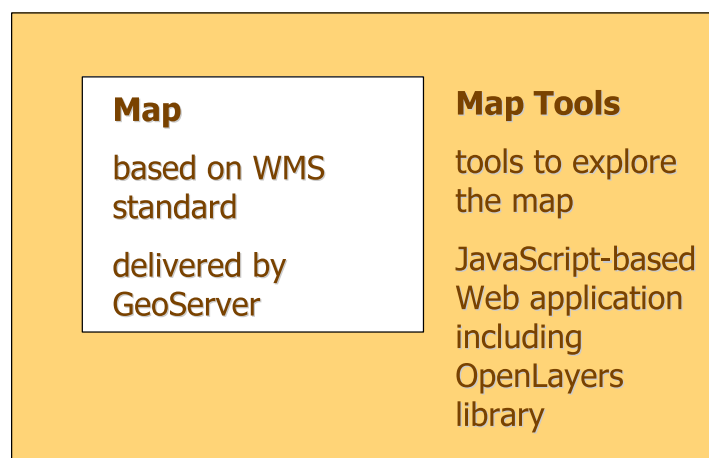 Map
based on WMS
standard
delivered by
GeoServer
Map Tools
tools to explore
the map
JavaScript-based
Web application
including
OpenLayers
library